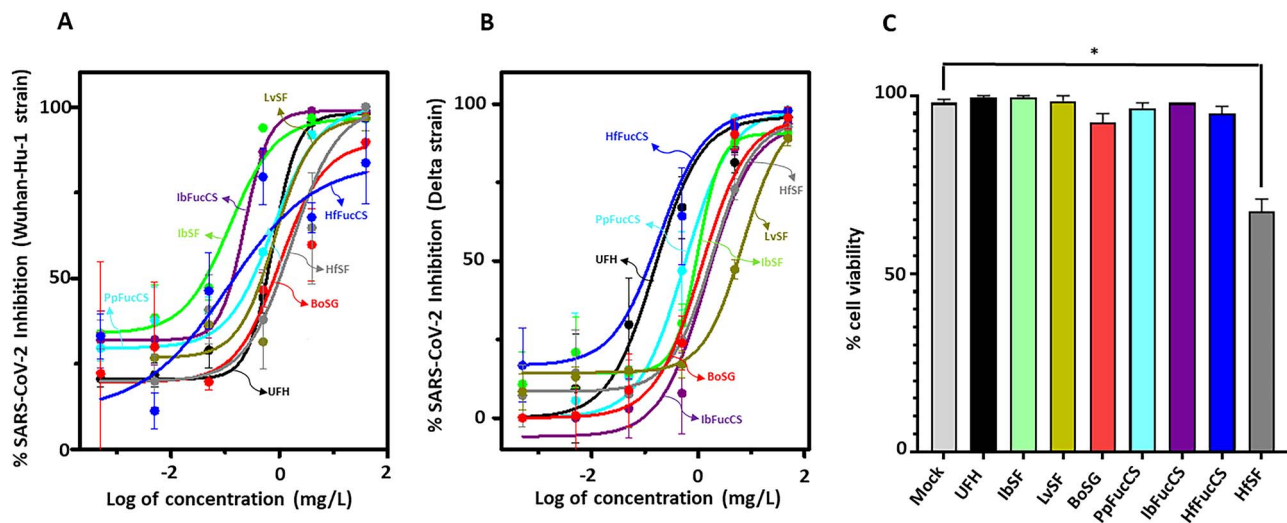 A
% SARS-CoV-2 Inhibition (Wuhan-Hu-1 strain)
100
50
0
-2
0
2
Log of concentration (mg/L)
LvSF
IbFucCS
IbSF
HfFucCS
PpFucCS
HfSF
BoSG
UFH
B
% SARS-CoV-2 Inhibition (Delta strain)
100
50
0
-2
0
2
Log of concentration (mg/L)
HfFucCS
HfSF
PpFucCS
LvSF
UFH
IbSF
BoSG
IbFucCS
C
% cell viability
*
100
50
0
Mock
UFH
IbSF
LvSF
BoSG
PpFucCS
IbFucCS
HfFucCS
HfSF